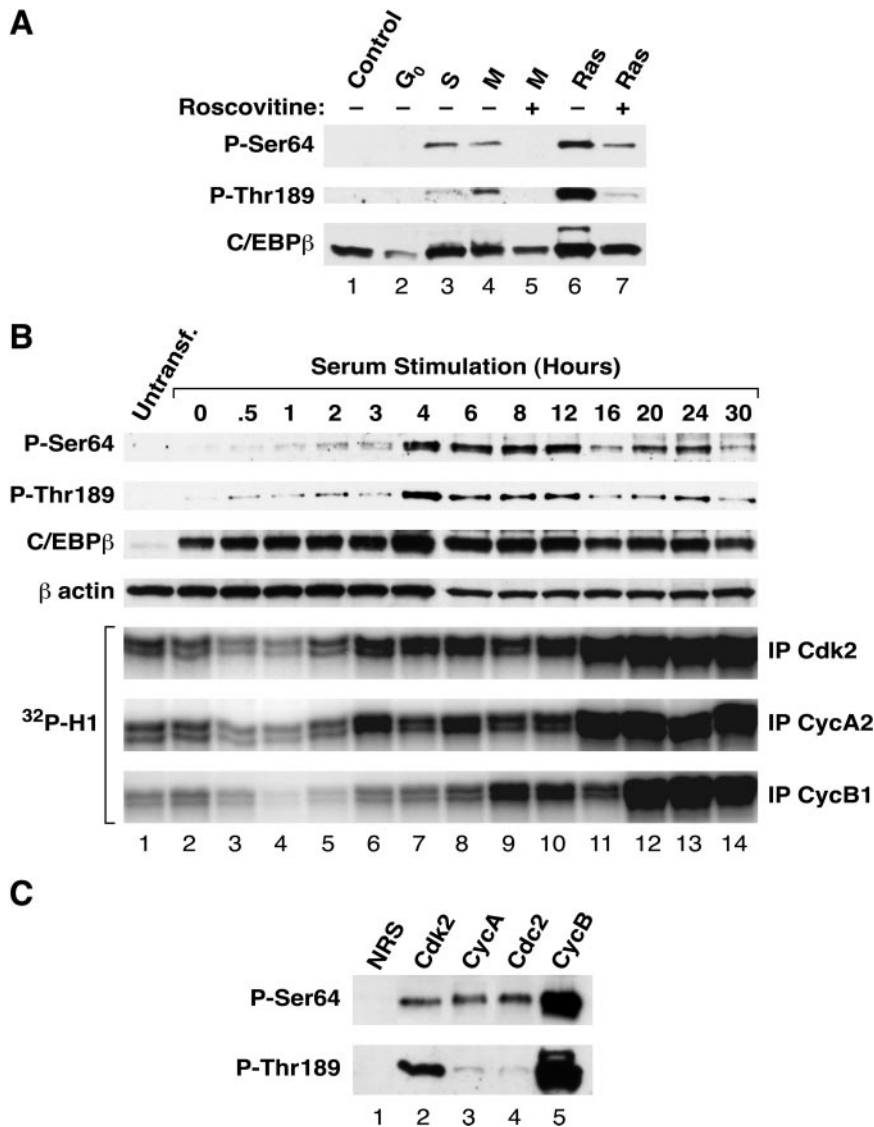 A
Control G₀ S M M Ras Ras
Roscovitine: – – – – + – +
P-Ser64
P-Thr189
C/EBPβ
1 2 3 4 5 6 7
B
Untransf. Serum Stimulation (Hours)
0 .5 1 2 3 4 6 8 12 16 20 24 30
P-Ser64
P-Thr189
C/EBPβ
β actin
IP Cdk2
³²P-H1 IP CycA2
IP CycB1
1 2 3 4 5 6 7 8 9 10 11 12 13 14
C
NRS Cdk2 CycA Cdc2 CycB
P-Ser64
P-Thr189
1 2 3 4 5